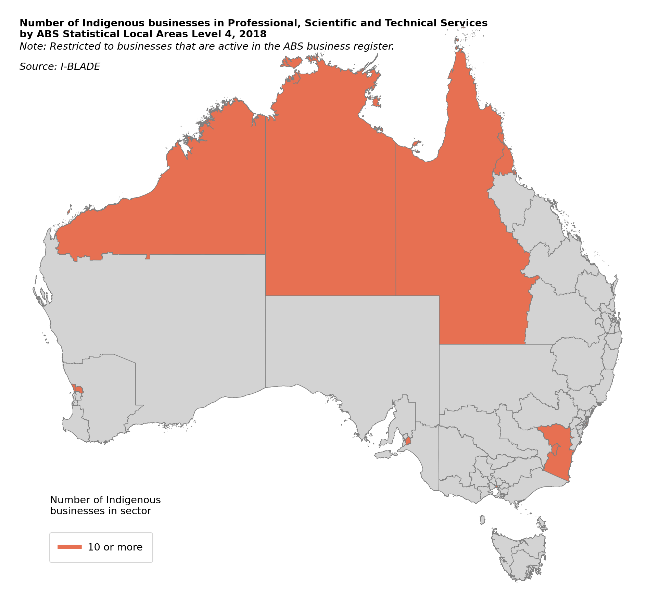 Number of Indigenous businesses in Professional, Scientific and Technical Services
by ABS Statistical Local Areas Level 4, 2018
Note: Restricted to businesses that are active in the ABS business register.
Source: I-BLADE
Number of Indigenous
businesses in sector
10 or more